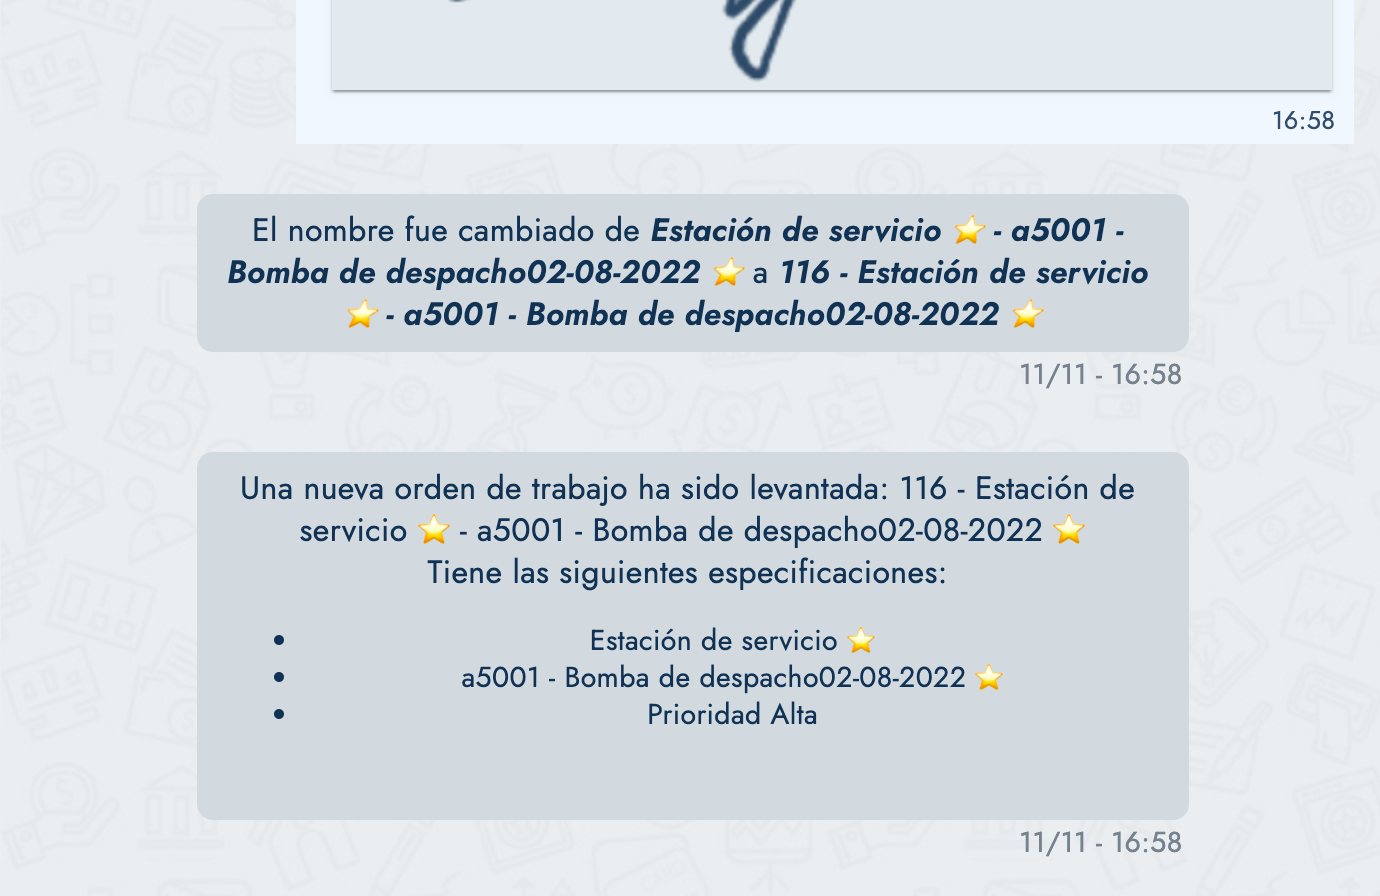 16:58
El nombre fue cambiado de Estación de servicio ⭐ - a5001 -
Bomba de despacho02-08-2022 ⭐ a 116 - Estación de servicio
⭐ - a5001 - Bomba de despacho02-08-2022 ⭐
11/11 - 16:58
Una nueva orden de trabajo ha sido levantada: 116 - Estación de
servicio ⭐ - a5001 - Bomba de despacho02-08-2022 ⭐
Tiene las siguientes especificaciones:
• Estación de servicio ⭐
• a5001 - Bomba de despacho02-08-2022 ⭐
• Prioridad Alta
11/11 - 16:58